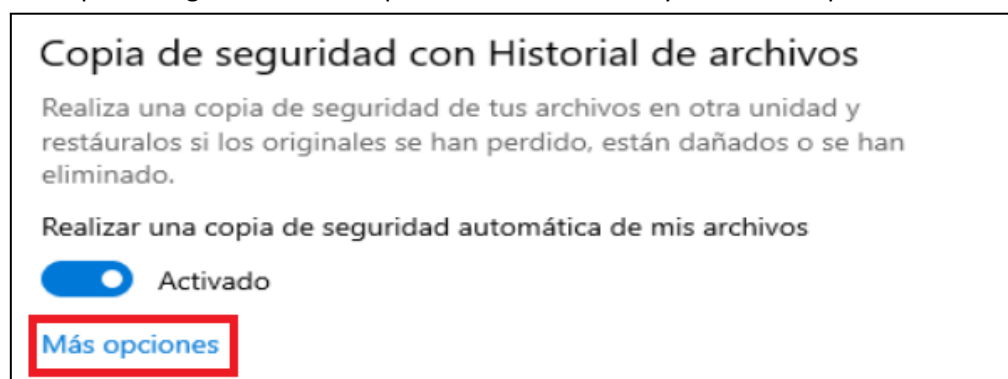 Copia de seguridad con Historial de archivos
Realiza una copia de seguridad de tus archivos en otra unidad y
restáuralos si los originales se han perdido, están dañados o se han
eliminado.
Realizar una copia de seguridad automática de mis archivos
Activado
Más opciones